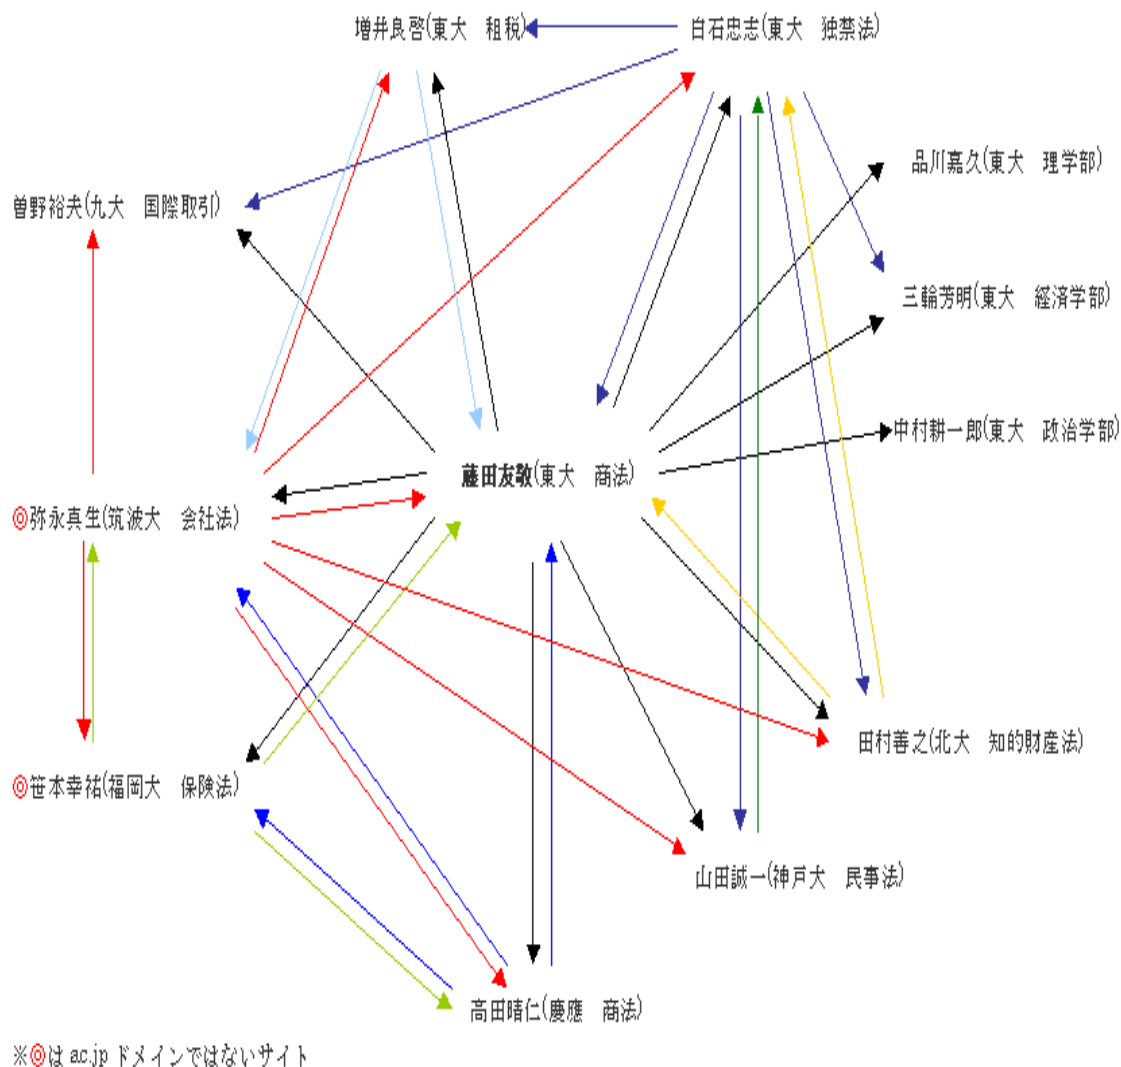 増井良啓(東大　租税)
白石忠志(東大　独禁法)
品川嘉久(東大　理学部)
曽野裕夫(九大　国際取引)
三輪芳明(東大　経済学部)
中村耕一郎(東大　政治学部)
藤田友敬(東大　商法)
◎弥永真生(筑波大　会社法)
田村善之(北大　知的財産法)
◎笹本幸祐(福岡大　保険法)
山田誠一(神戸大　民事法)
高田晴仁(慶應　商法)
※◎は ac.jp ドメインではないサイト